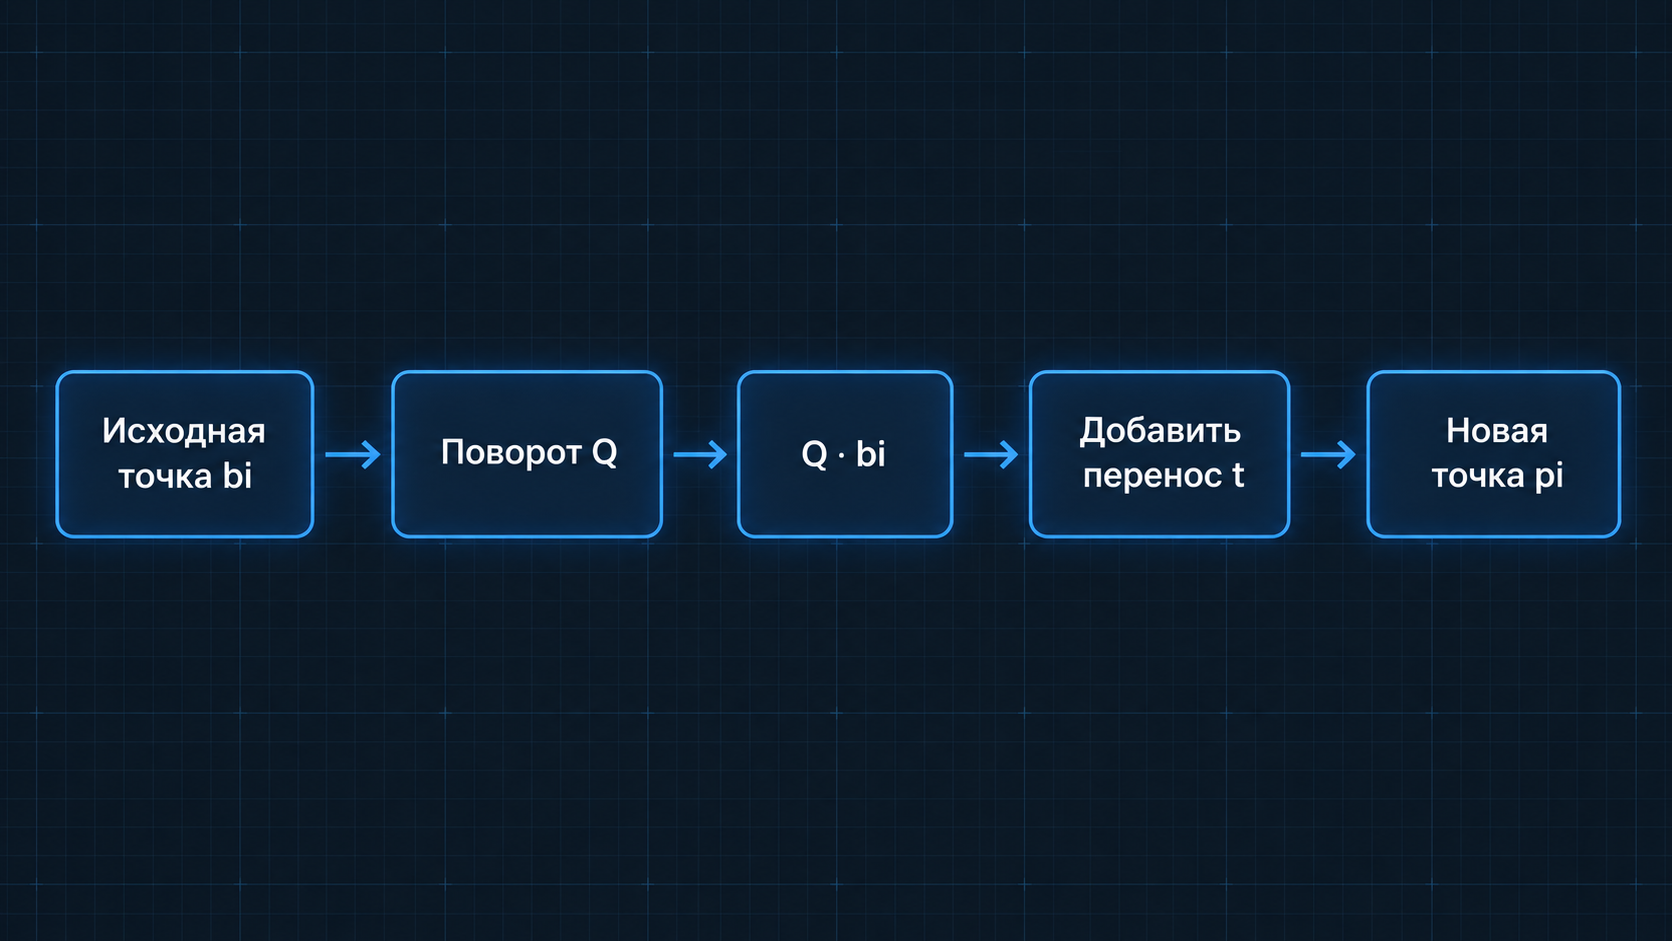 Исходная
точка bi
Поворот Q
Q · bi
Добавить
перенос t
Новая
точка pi